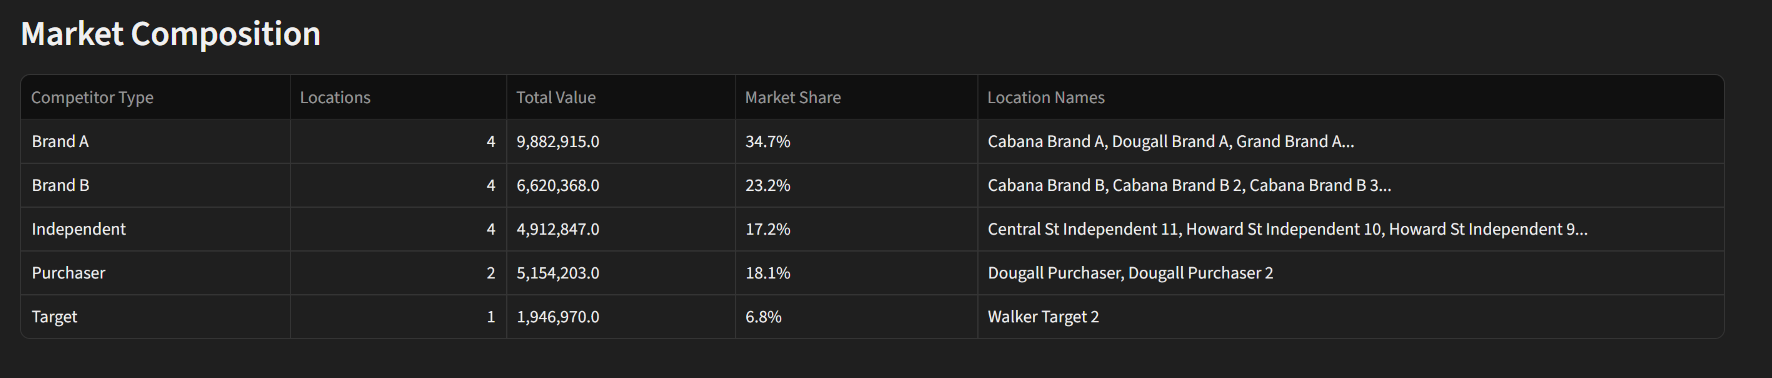 Market Composition
Competitor Type Locations Total Value Market Share Location Names
Brand A 4 9,882,915.0 34.7% Cabana Brand A, Dougall Brand A, Grand Brand A...
Brand B 4 6,620,368.0 23.2% Cabana Brand B, Cabana Brand B 2, Cabana Brand B 3...
Independent 4 4,912,847.0 17.2% Central St Independent 11, Howard St Independent 10, Howard St Independent 9...
Purchaser 2 5,154,203.0 18.1% Dougall Purchaser, Dougall Purchaser 2
Target 1 1,946,970.0 6.8% Walker Target 2